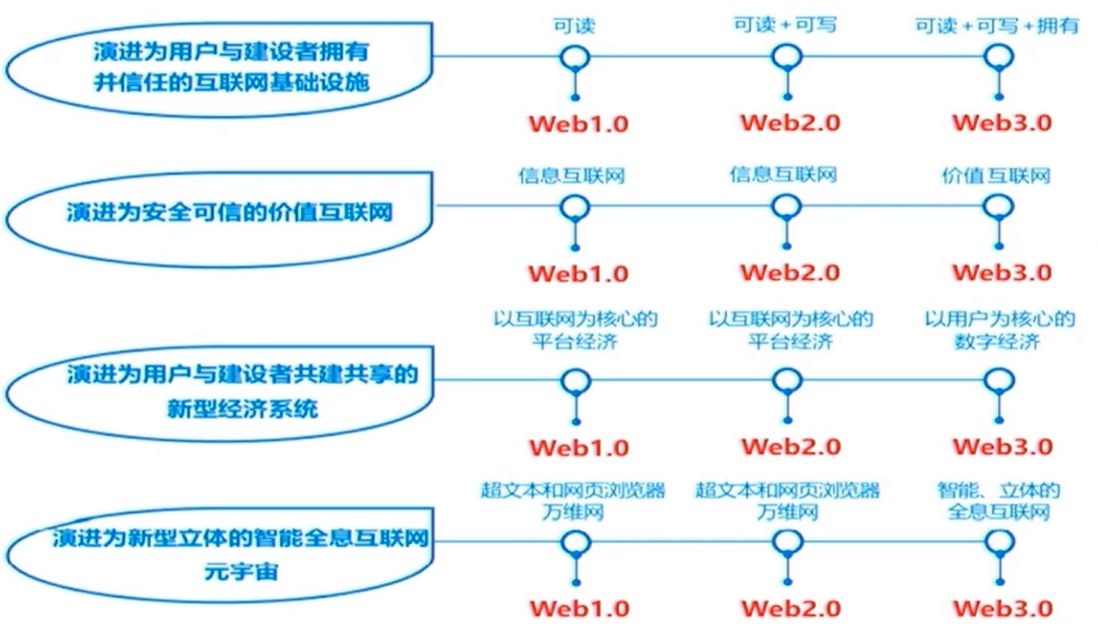 演进为用户与建设者拥有
并信任的互联网基础设施
可读
可读+可写
可读+可写+拥有
Web1.0
Web2.0
Web3.0
演进为安全可信的价值互联网
信息互联网
信息互联网
价值互联网
Web1.0
Web2.0
Web3.0
演进为用户与建设者共建共享的
新型经济系统
以互联网为核心的
平台经济
以互联网为核心的
平台经济
以用户为核心的
数字经济
Web1.0
Web2.0
Web3.0
演进为新型立体的智能全息互联网
元宇宙
超文本和网页浏览器
万维网
超文本和网页浏览器
万维网
智能、立体的
全息互联网
Web1.0
Web2.0
Web3.0